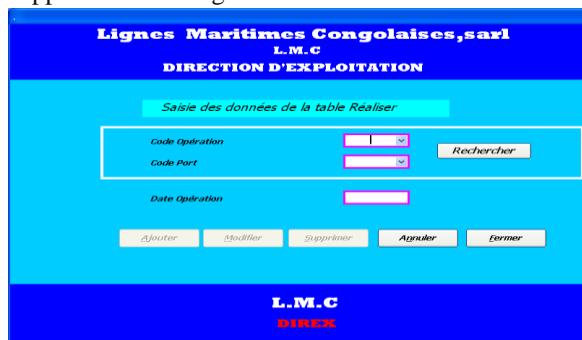 Lignes Maritimes Congolaises,sarl
L.M.C
DIRECTION D'EXPLOITATION
Saisie des données de la table Réaliser
Code Opération
Rechercher
Code Port
Date Opération
Ajouter Modifier Supprimer Annuler Fermer
L.M.C
DIREX